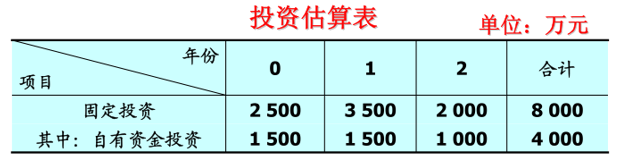 投资估算表 单位：万元
年份
项目 0 1 2 合计
固定投资 2 500 3 500 2 000 8 000
其中：自有资金投资 1 500 1 500 1 000 4 000